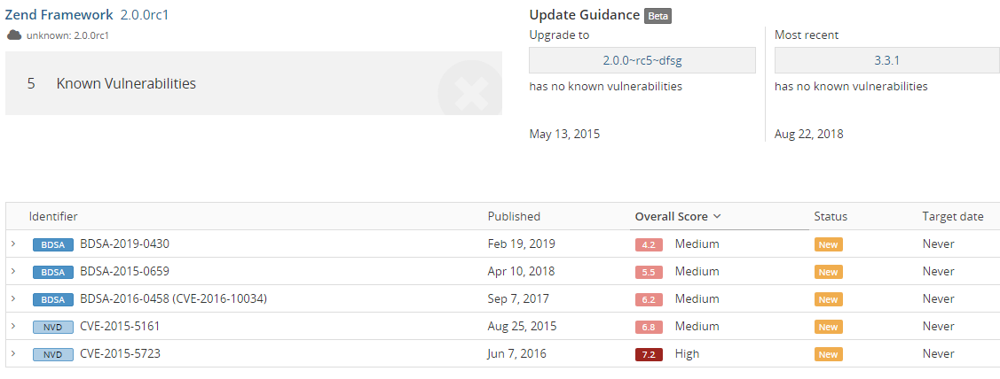 Zend Framework 2.0.0rc1
unknown: 2.0.0rc1
5 Known Vulnerabilities
Update Guidance Beta
Upgrade to
2.0.0~rc5~dfsg
has no known vulnerabilities
May 13, 2015
Most recent
3.3.1
has no known vulnerabilities
Aug 22, 2018
Identifier Published Overall Score Status Target date
BDSA BDSA-2019-0430 Feb 19, 2019 4.2 Medium New Never
BDSA BDSA-2015-0659 Apr 10, 2018 5.5 Medium New Never
BDSA BDSA-2016-0458 (CVE-2016-10034) Sep 7, 2017 6.2 Medium New Never
NVD CVE-2015-5161 Aug 25, 2015 6.8 Medium New Never
NVD CVE-2015-5723 Jun 7, 2016 7.2 High New Never